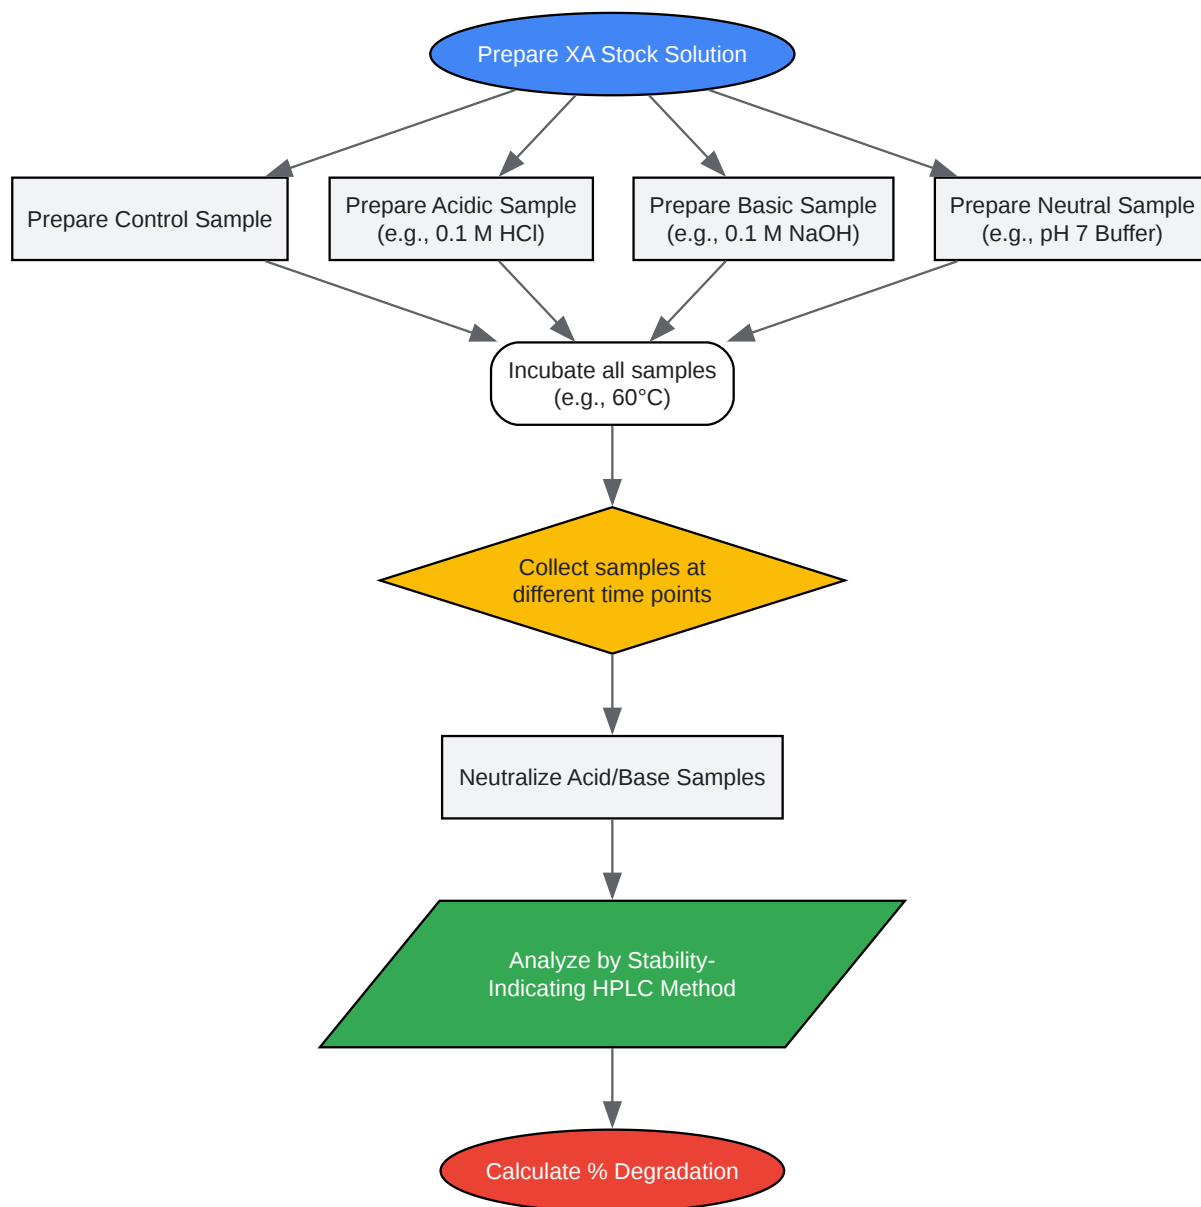 Prepare XA Stock Solution
Prepare Control Sample
Prepare Acidic Sample
(e.g., 0.1 M HCl)
Prepare Basic Sample
(e.g., 0.1 M NaOH)
Prepare Neutral Sample
(e.g., pH 7 Buffer)
Incubate all samples
(e.g., 60°C)
Collect samples at
different time points
Neutralize Acid/Base Samples
Analyze by Stability-
Indicating HPLC Method
Calculate % Degradation